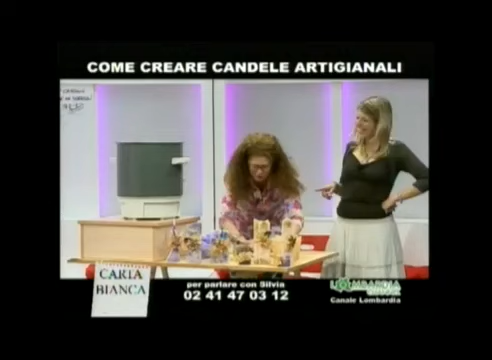 COME CREARE CANDELE ARTIGIANALI
CARTA
BIANCA
per parlare con Silvia
02 41 47 03 12
LOMBARDIA
Canale Lombardia